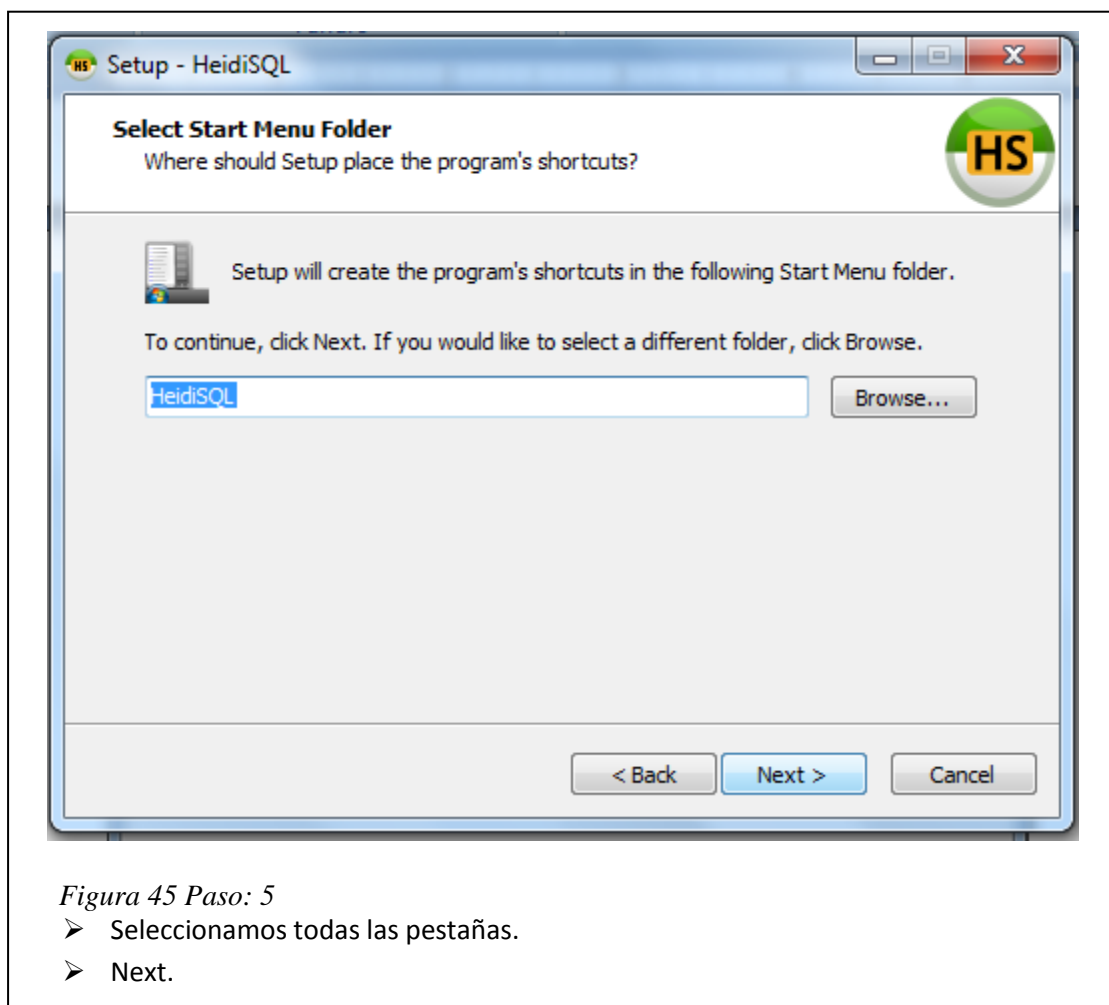 Setup - HeidiSQL
Select Start Menu Folder
Where should Setup place the program's shortcuts?
HS
Setup will create the program's shortcuts in the following Start Menu folder.
To continue, click Next. If you would like to select a different folder, click Browse.
HeidiSQL
Browse...
< Back
Next >
Cancel
Figura 45 Paso: 5
➢ Seleccionamos todas las pestañas.
➢ Next.